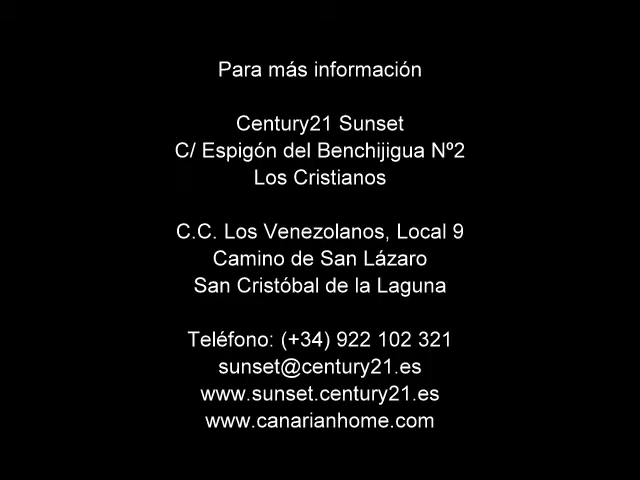 Para más información
Century21 Sunset
C/ Espigón del Benchijigua Nº2
Los Cristianos
C.C. Los Venezolanos, Local 9
Camino de San Lázaro
San Cristóbal de la Laguna
Teléfono: (+34) 922 102 321
sunset@century21.es
www.sunset.century21.es
www.canarianhome.com